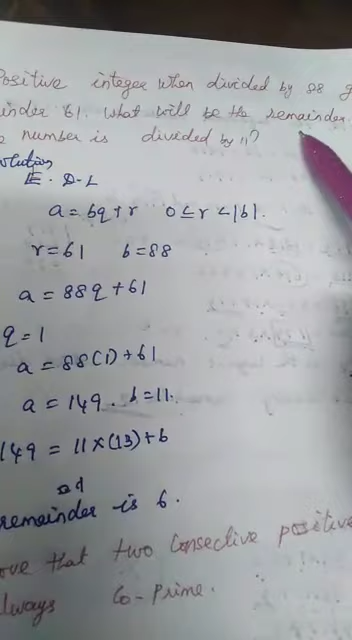 Positive integer when divided by 88 g
inder 61. What will be the remainder.
e number is divided by 11?
olution
E. D.L
a = bq + r 0 ≤ r < |b|.
r = 61 b = 88
a = 88q + 61
q = 1
a = 88(1) + 61
a = 149. b = 11.
149 = 11 × (13) + 6
remainder is 6.
ove that two Consective positive
lways Co-prime.